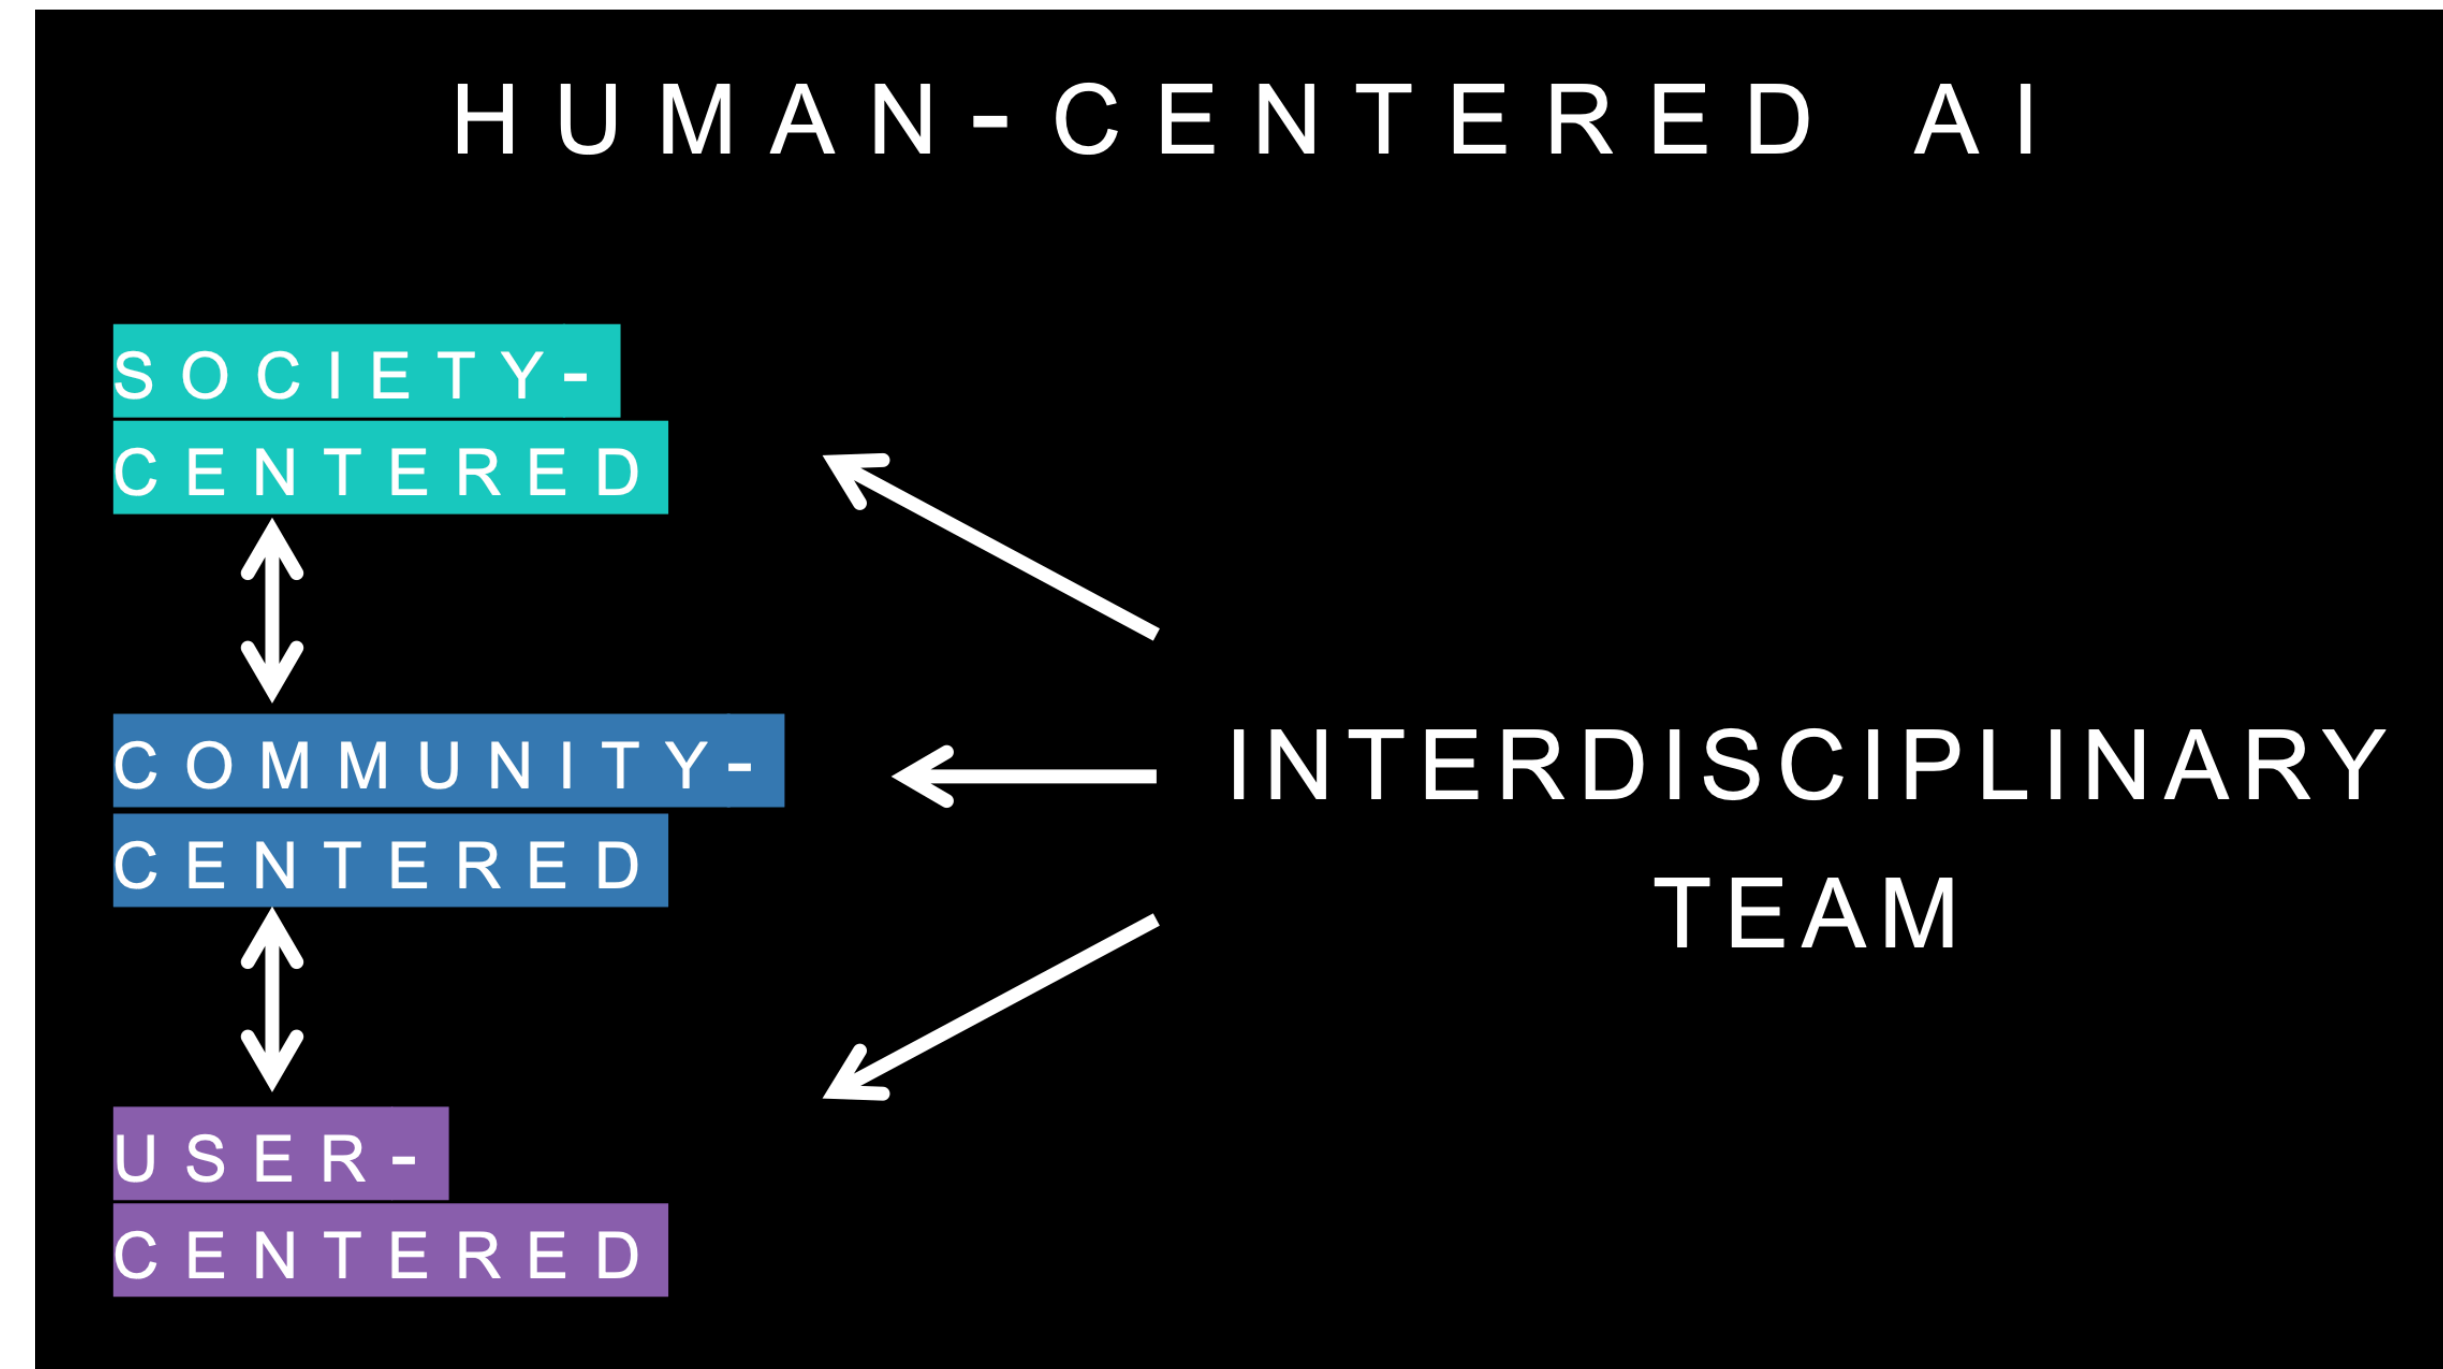 HUMAN-CENTERED AI
SOCIETY-
CENTERED
COMMUNITY-
CENTERED
USER-
CENTERED
INTERDISCIPLINARY
TEAM